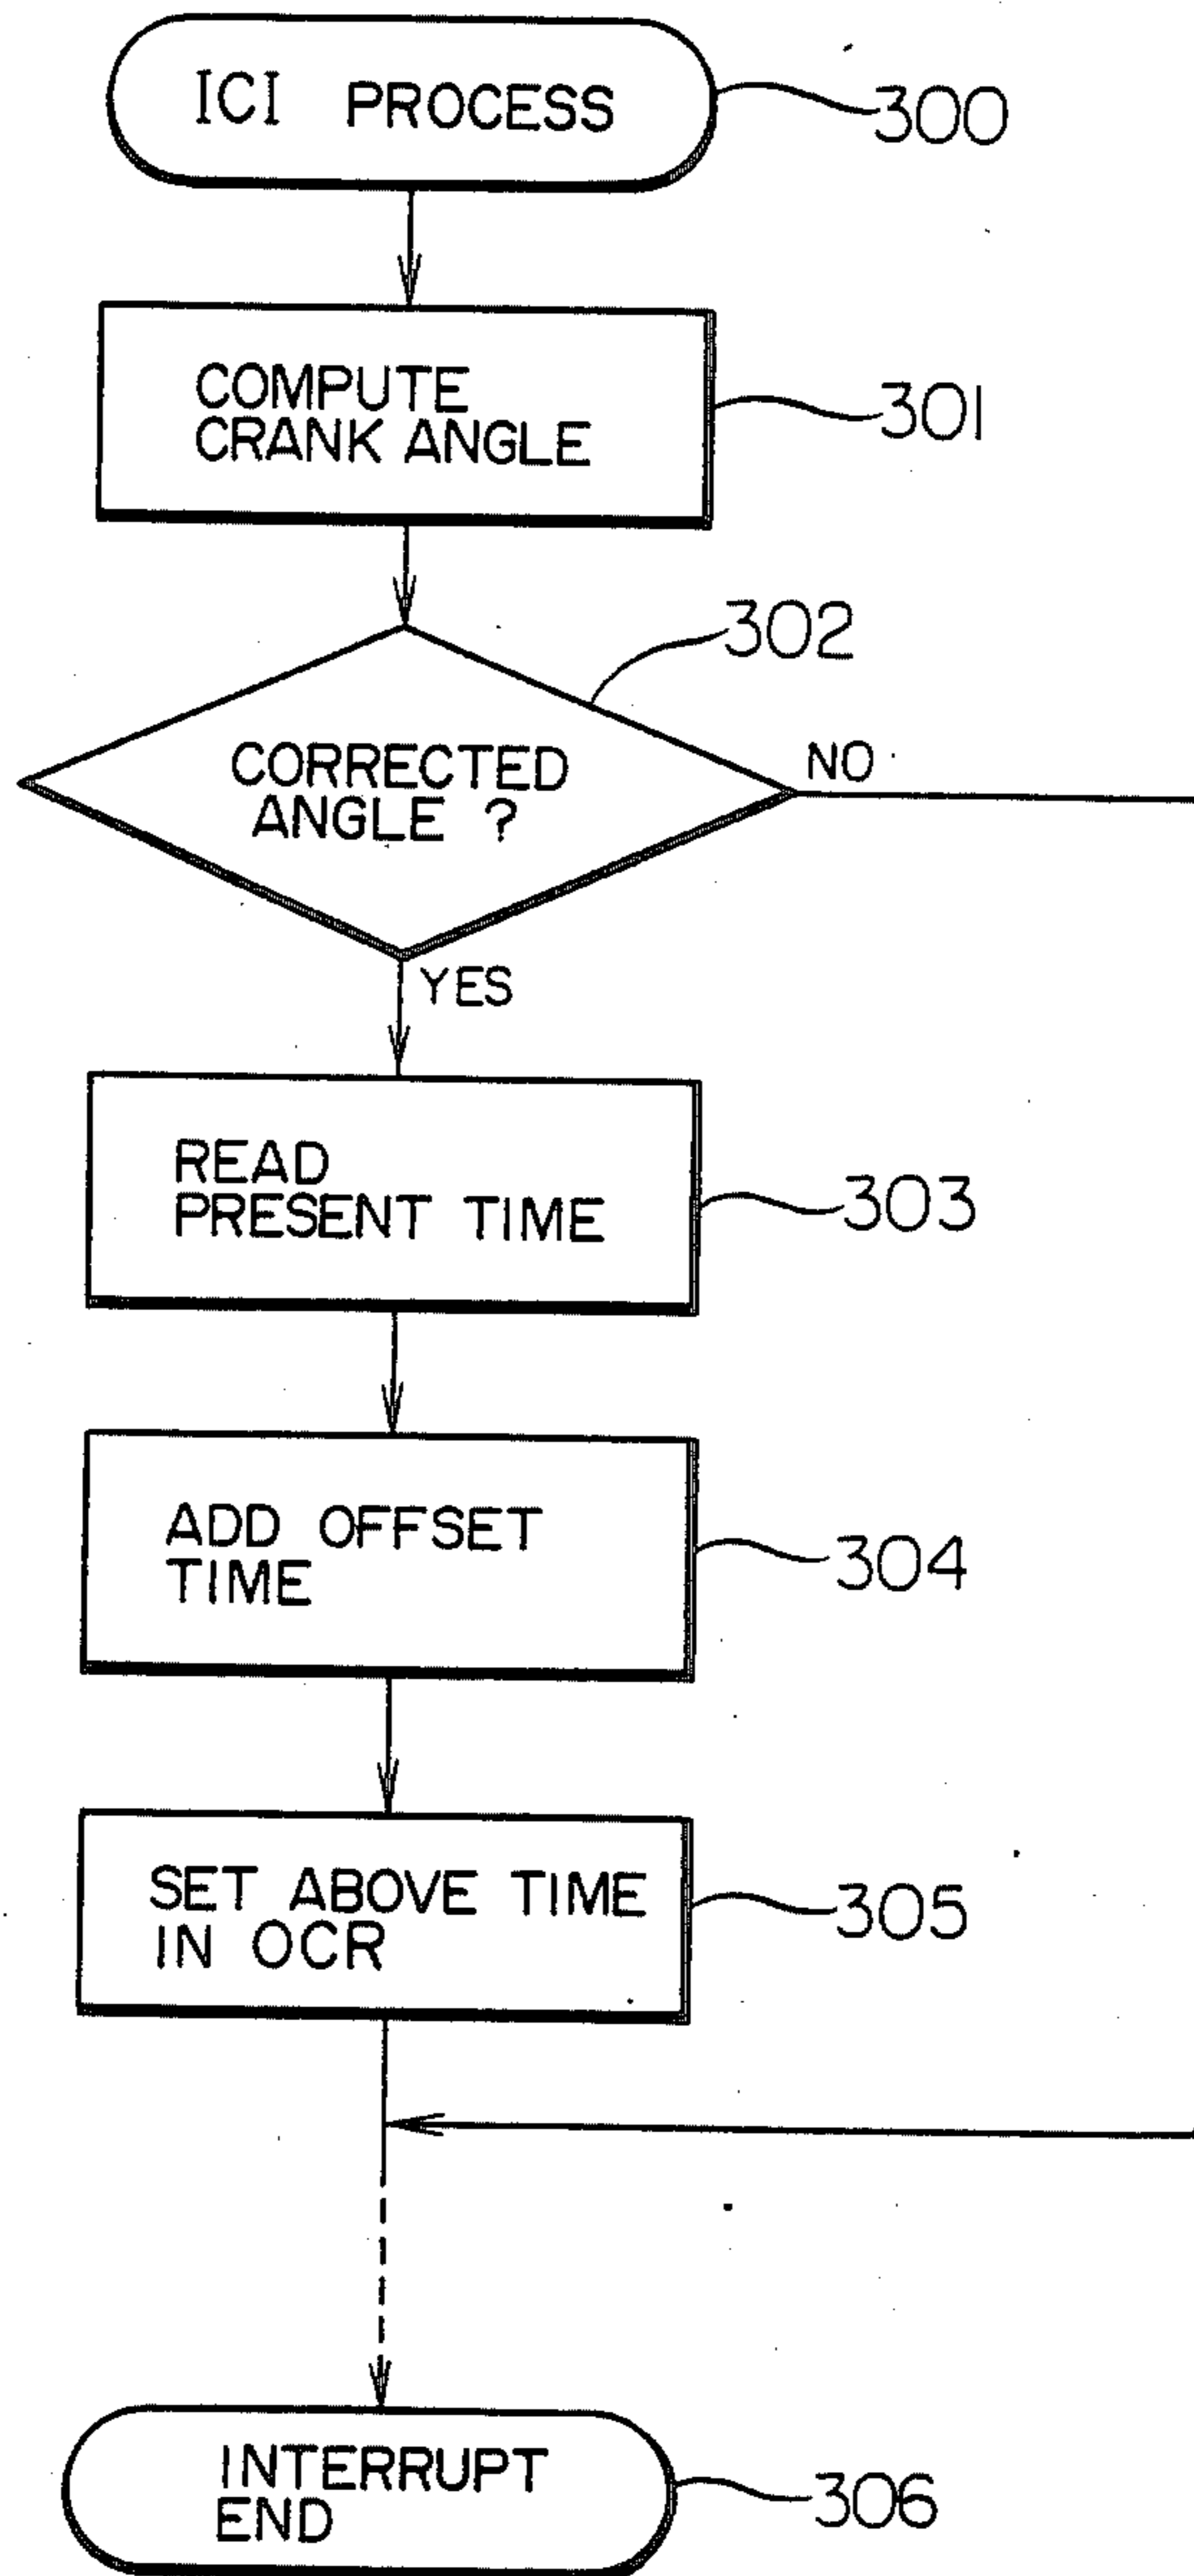 ICI PROCESS
300
COMPUTE
CRANK ANGLE
301
302
CORRECTED
ANGLE ?
NO
YES
READ
PRESENT TIME
303
ADD OFFSET
TIME
304
SET ABOVE TIME
IN OCR
305
INTERRUPT
END
306